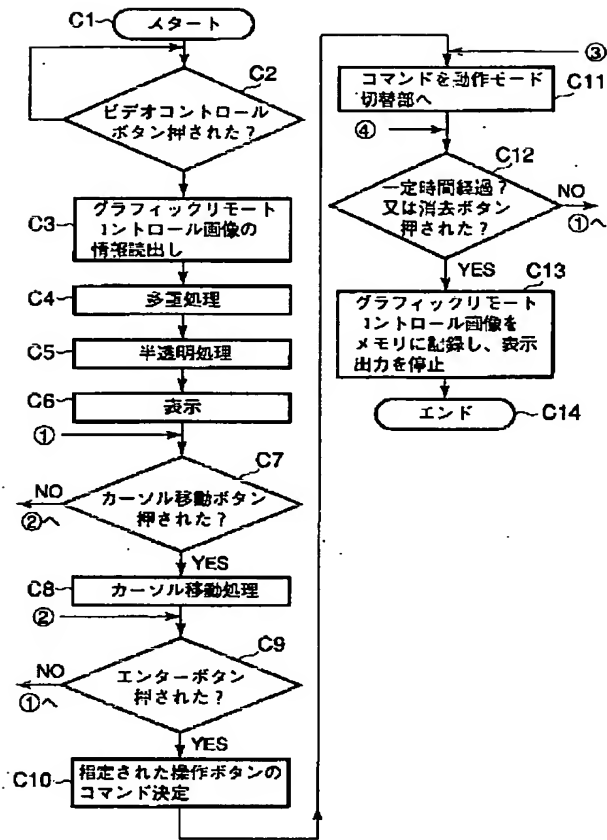 C1
スタート
C2
ビデオコントロール
ボタン押された?
C3
グラフィックリモート
コントロール画像の
情報読出し
C4
多重処理
C5
半透明処理
C6
表示
①
C7
NO
カーソル移動ボタン
押された?
②へ
YES
C8
カーソル移動処理
②
C9
NO
エンターボタン
押された?
①へ
YES
C10
指定された操作ボタンの
コマンド決定
③
コマンドを動作モード
切替部へ
C11
④
C12
一定時間経過?
又は消去ボタン
押された?
NO
①へ
YES
C13
グラフィックリモート
コントロール画像を
メモリに記録し、表示
出力を停止
エンド
C14